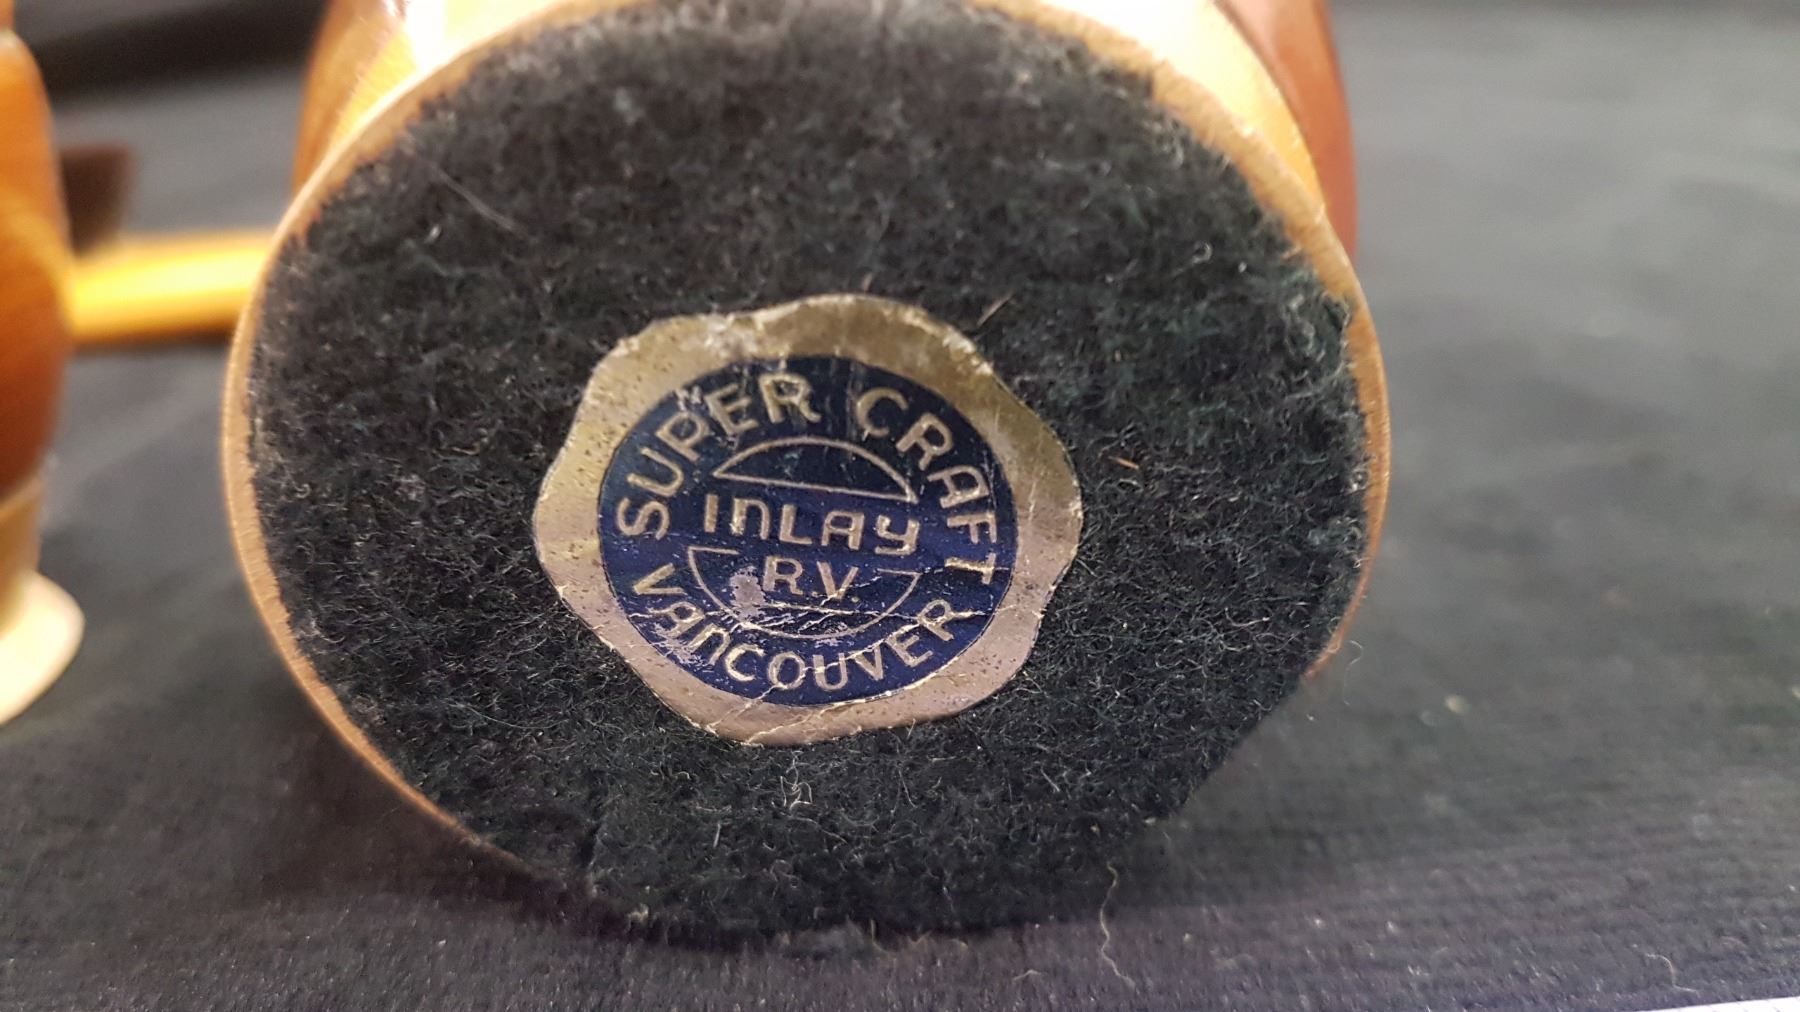 SUPER CRAFT
INLAY
R.V.
VANCOUVER